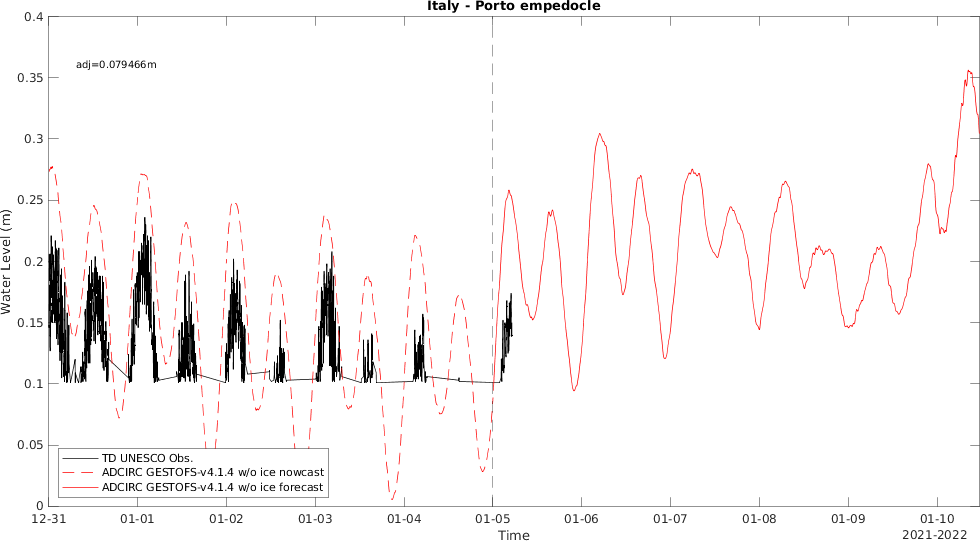 Italy - Porto empedocle
adj=0.079466m
Water Level (m)
0.4
0.35
0.3
0.25
0.2
0.15
0.1
0.05
0
TD UNESCO Obs.
ADCIRC GESTOFS-v4.1.4 w/o ice nowcast
ADCIRC GESTOFS-v4.1.4 w/o ice forecast
12-31 01-01 01-02 01-03 01-04 01-05 01-06 01-07 01-08 01-09 01-10
Time
2021-2022